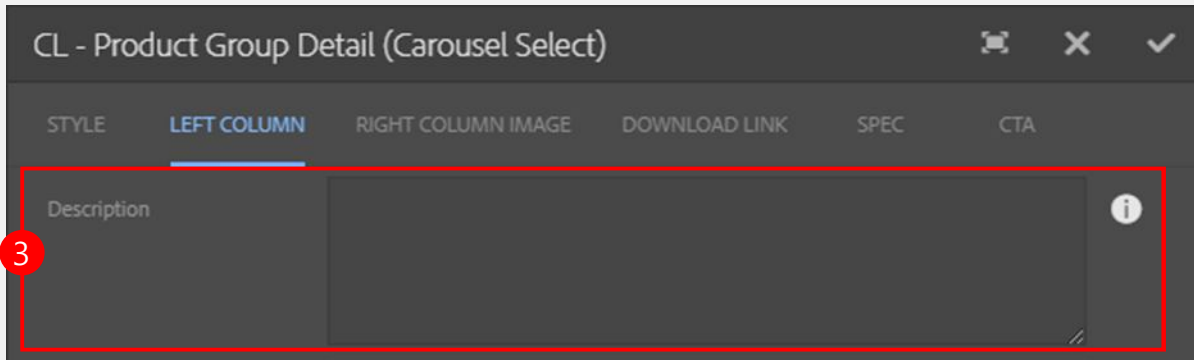 CL - Product Group Detail (Carousel Select)
STYLE LEFT COLUMN RIGHT COLUMN IMAGE DOWNLOAD LINK SPEC CTA
Description
3